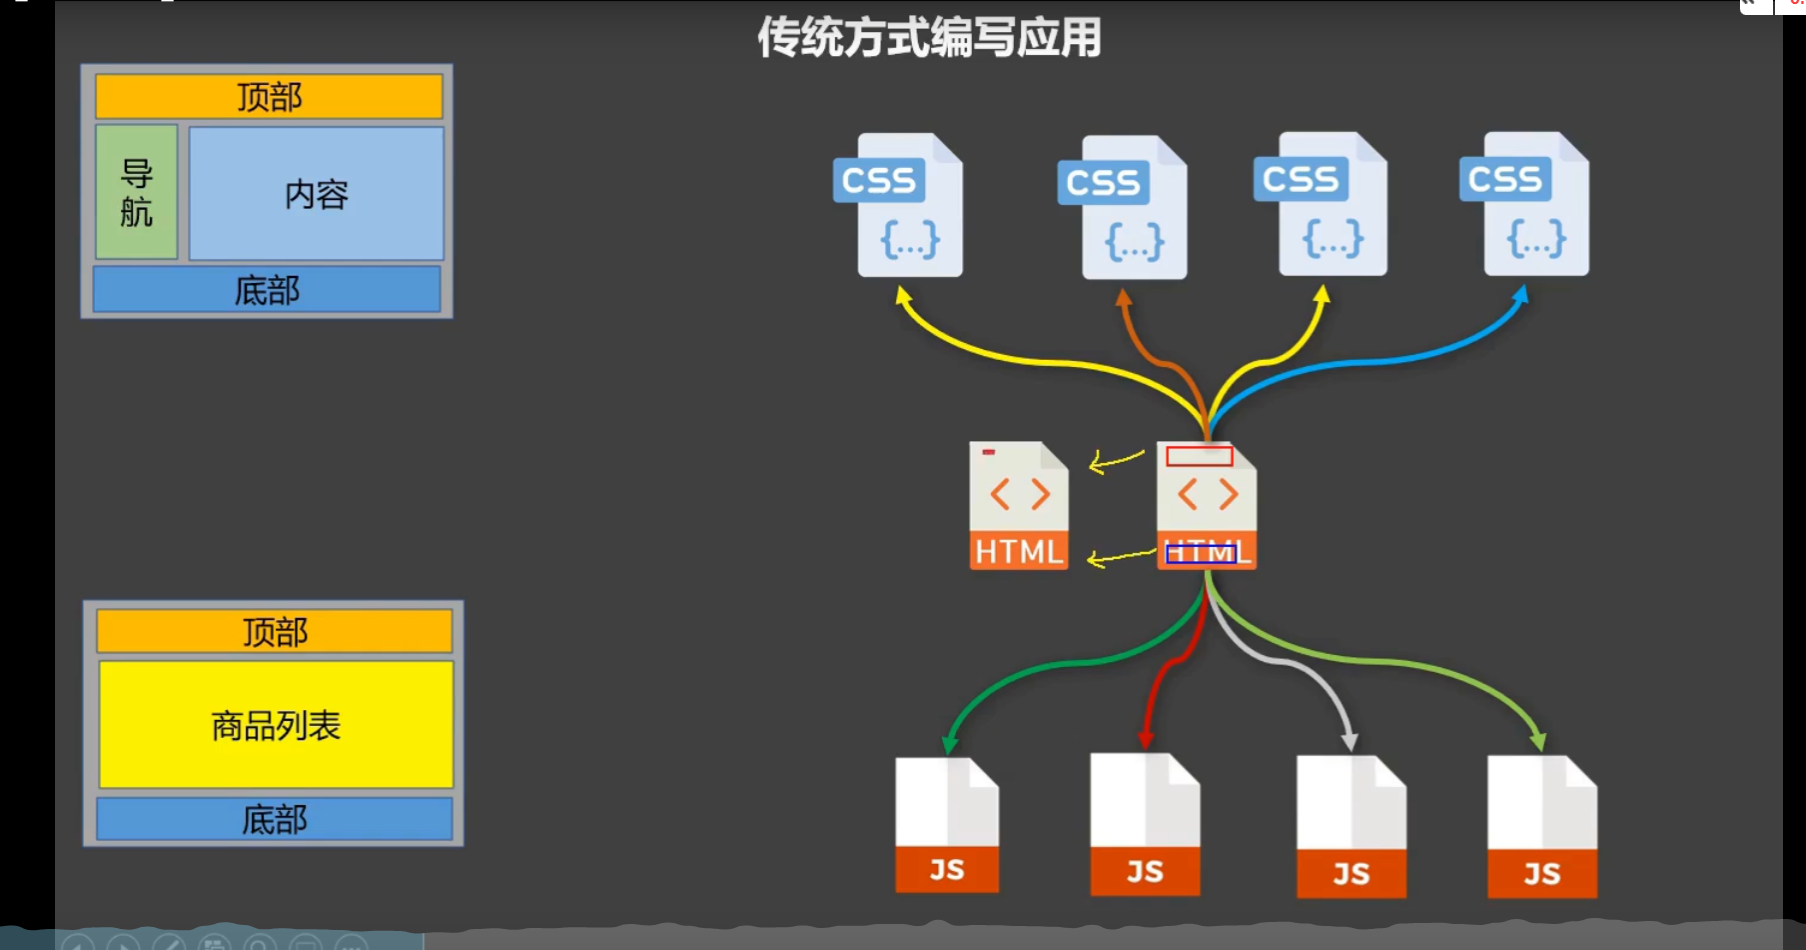 传统方式编写应用
顶部
导航
内容
底部
CSS
{...}
CSS
{...}
CSS
{...}
CSS
{...}
< >
HTML
< >
HTML
顶部
商品列表
底部
JS
JS
JS
JS